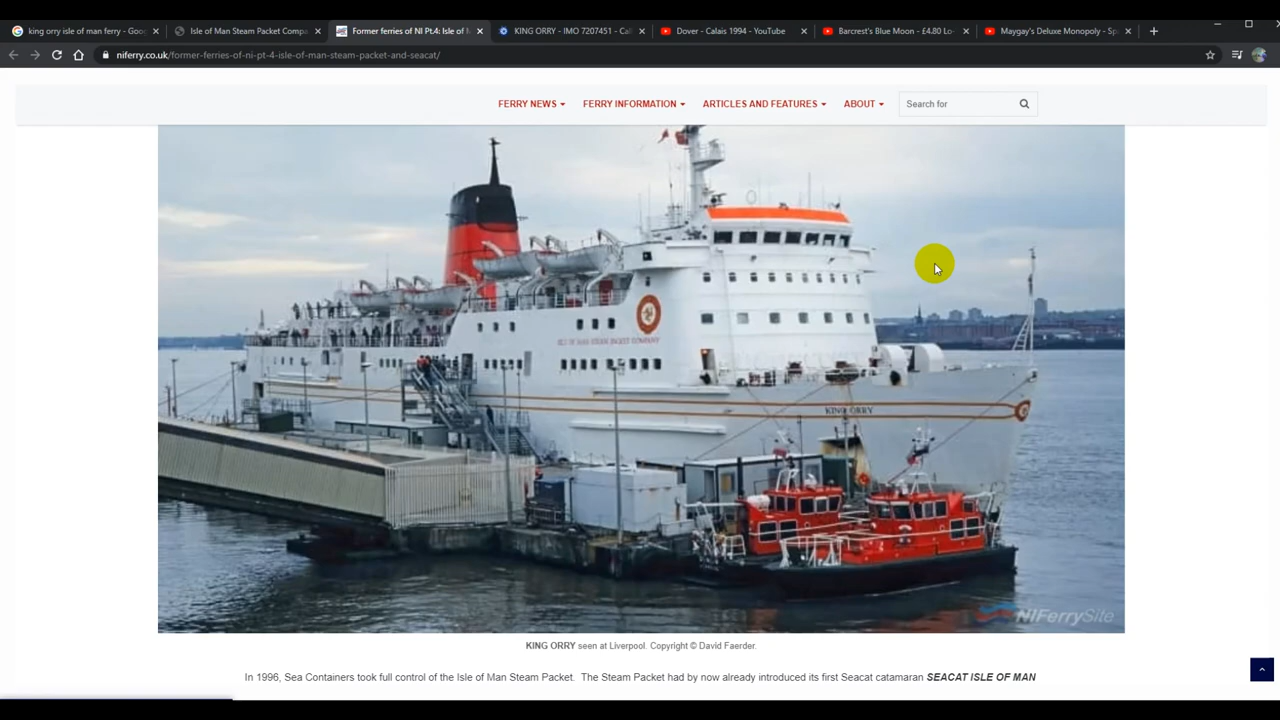 king orry isle of man ferry - Goo
Isle of Man Steam Packet Compa
Former ferries of NI Pt.4: Isle of M
KING ORRY - IMO 7207451 - Cal
Dover - Calais 1994 - YouTube
Barcrest's Blue Moon - £4.80 Lo
Maygay's Deluxe Monopoly - Sp
niferry.co.uk/former-ferries-of-ni-pt-4-isle-of-man-steam-packet-and-seacat/
FERRY NEWS
FERRY INFORMATION
ARTICLES AND FEATURES
ABOUT
Search for
ISLE OF MAN STEAM PACKET COMPANY
KING ORRY
NIFerrySite
KING ORRY seen at Liverpool. Copyright © David Faerder.
In 1996, Sea Containers took full control of the Isle of Man Steam Packet. The Steam Packet had by now already introduced its first Seacat catamaran SEACAT ISLE OF MAN